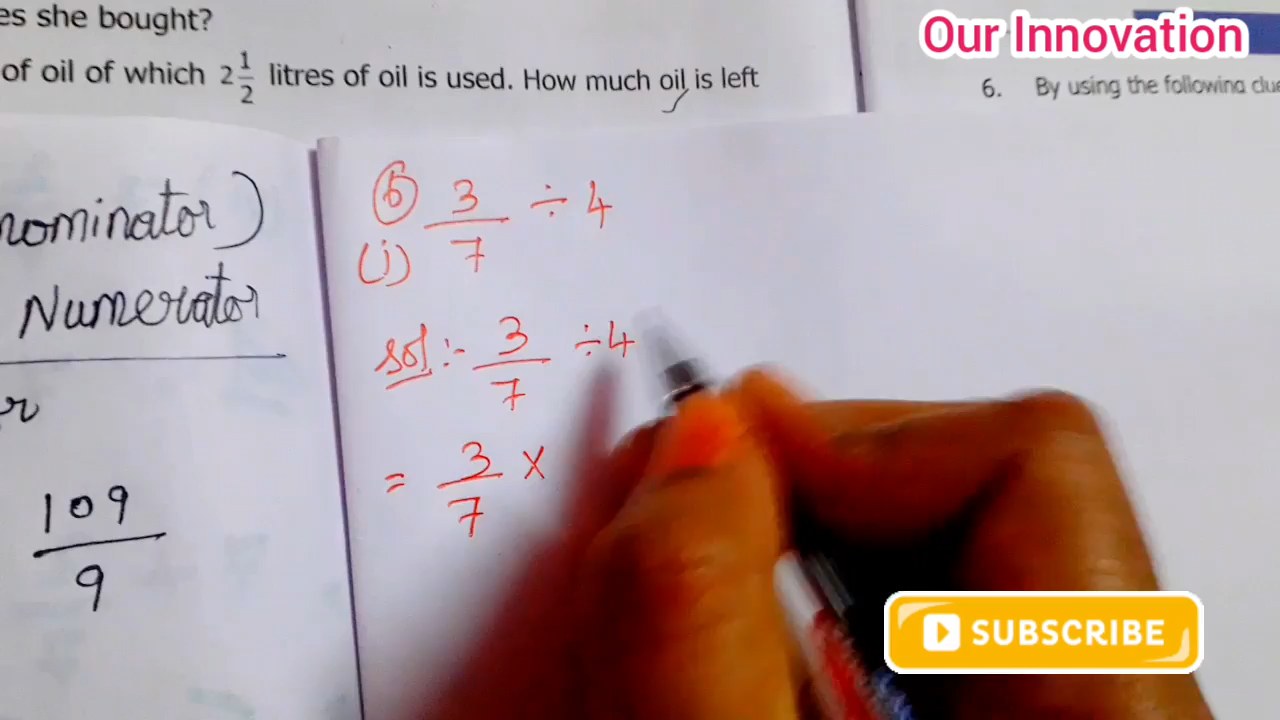 es she bought?
of oil of which 2 1/2 litres of oil is used. How much oil is left
Our Innovation
6. By using the following clu
nominator)
Numerator
109/9
6 3/7 ÷ 4
(i)
Sol :- 3/7 ÷4
= 3/7 ×
SUBSCRIBE